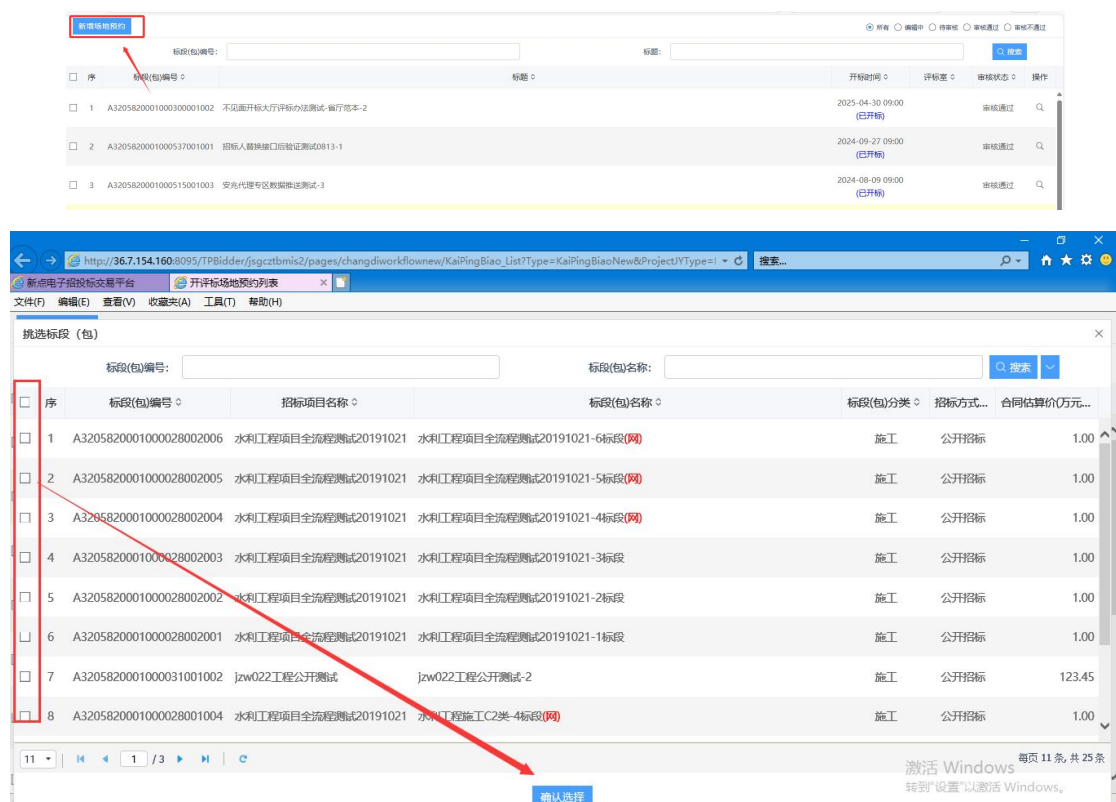 新增场地预约 所有 编辑中 待审核 审核通过 审核不通过
标段(包)编号: 标题: 搜索
序 标段(包)编号 标题 开标时间 评标室 审核状态 操作
1 A3205820001000300001002 不见面开标大厅评标办法测试-省厅范本-2 2025-04-30 09:00 (已开标) 审核通过
2 A3205820001000537001001 招标人替换接口后验证测试0813-1 2024-09-27 09:00 (已开标) 审核通过
3 A3205820001000515001003 安兆代理专区数据推送测试-3 2024-08-09 09:00 (已开标) 审核通过
http://36.7.154.160:8095/TPBidder/jsgcztbmis2/pages/changdiworkflownew/KaiPingBiao_List?Type=KaiPingBiaoNew&ProjectJYType=! 搜索...
新点电子招投标交易平台 开评标场地预约列表
文件(F) 编辑(E) 查看(V) 收藏夹(A) 工具(T) 帮助(H)
挑选标段（包）
标段(包)编号: 标段(包)名称: 搜索
序 标段(包)编号 招标项目名称 标段(包)名称 标段(包)分类 招标方式... 合同估算价(万元...
1 A3205820001000028002006 水利工程项目全流程测试20191021 水利工程项目全流程测试20191021-6标段(网) 施工 公开招标 1.00
2 A3205820001000028002005 水利工程项目全流程测试20191021 水利工程项目全流程测试20191021-5标段(网) 施工 公开招标 1.00
3 A3205820001000028002004 水利工程项目全流程测试20191021 水利工程项目全流程测试20191021-4标段(网) 施工 公开招标 1.00
4 A3205820001000028002003 水利工程项目全流程测试20191021 水利工程项目全流程测试20191021-3标段 施工 公开招标 1.00
5 A3205820001000028002002 水利工程项目全流程测试20191021 水利工程项目全流程测试20191021-2标段 施工 公开招标 1.00
6 A3205820001000028002001 水利工程项目全流程测试20191021 水利工程项目全流程测试20191021-1标段 施工 公开招标 1.00
7 A3205820001000031001002 jzw022工程公开测试 jzw022工程公开测试-2 施工 公开招标 123.45
8 A3205820001000028001004 水利工程项目全流程测试20191021 水利工程施工C2类-4标段(网) 施工 公开招标 1.00
11 1 /3 每页 11 条, 共 25 条
激活 Windows
转到"设置"以激活 Windows。
确认选择